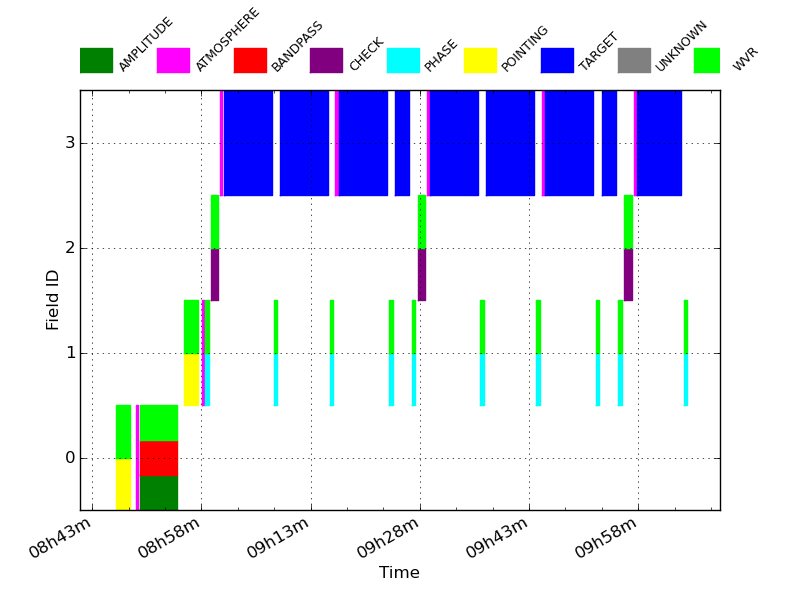 AMPLITUDE
ATMOSPHERE
BANDPASS
CHECK
PHASE
POINTING
TARGET
UNKNOWN
WVR
3
2
1
0
Field ID
08h43m
08h58m
09h13m
09h28m
09h43m
09h58m
Time